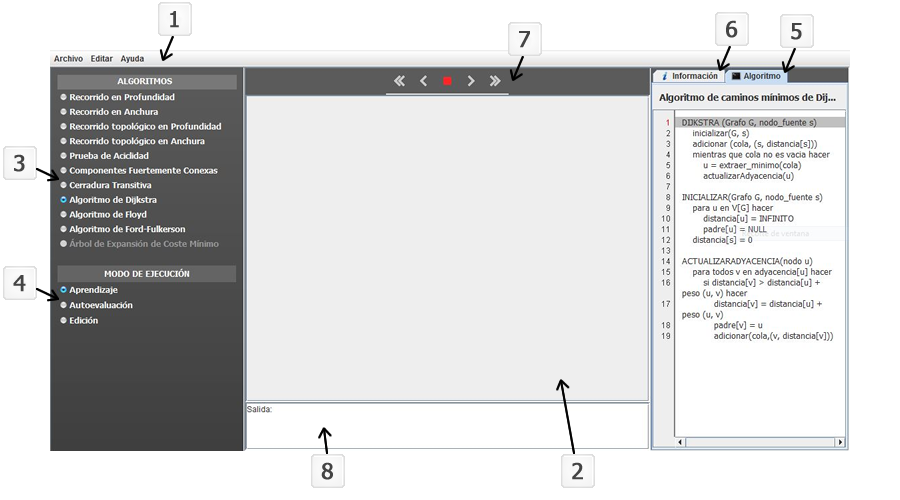 1
7
6
5
Archivo Editar Ayuda
ALGORITMOS
Recorrido en Profundidad
Recorrido en Anchura
Recorrido topológico en Profundidad
Recorrido topológico en Anchura
Prueba de Aciclidad
Componentes Fuertemente Conexas
3
Cerradura Transitiva
Algoritmo de Dijkstra
Algoritmo de Floyd
Algoritmo de Ford-Fulkerson
Árbol de Expansión de Coste Mínimo
MODO DE EJECUCIÓN
4
Aprendizaje
Autoevaluación
Edición
Salida:
8
2
i Información Algoritmo
Algoritmo de caminos mínimos de Dij...
1 DIJKSTRA (Grafo G, nodo_fuente s)
2 inicializar(G, s)
3 adicionar (cola, (s, distancia[s]))
4 mientras que cola no es vacia hacer
5 u = extraer_minimo(cola)
6 actualizarAdyacencia(u)
7
8 INICIALIZAR(Grafo G, nodo_fuente s)
9 para u en V[G] hacer
10 distancia[u] = INFINITO
11 padre[u] = NULL
12 distancia[s] = 0
13
14 ACTUALIZARADYACENCIA(nodo u)
15 para todos v en adyacencia[u] hacer
16 si distancia[v] > distancia[u] +
peso (u, v) hacer
17 distancia[v] = distancia[u] +
peso (u, v)
18 padre[v] = u
19 adicionar(cola,(v, distancia[v]))